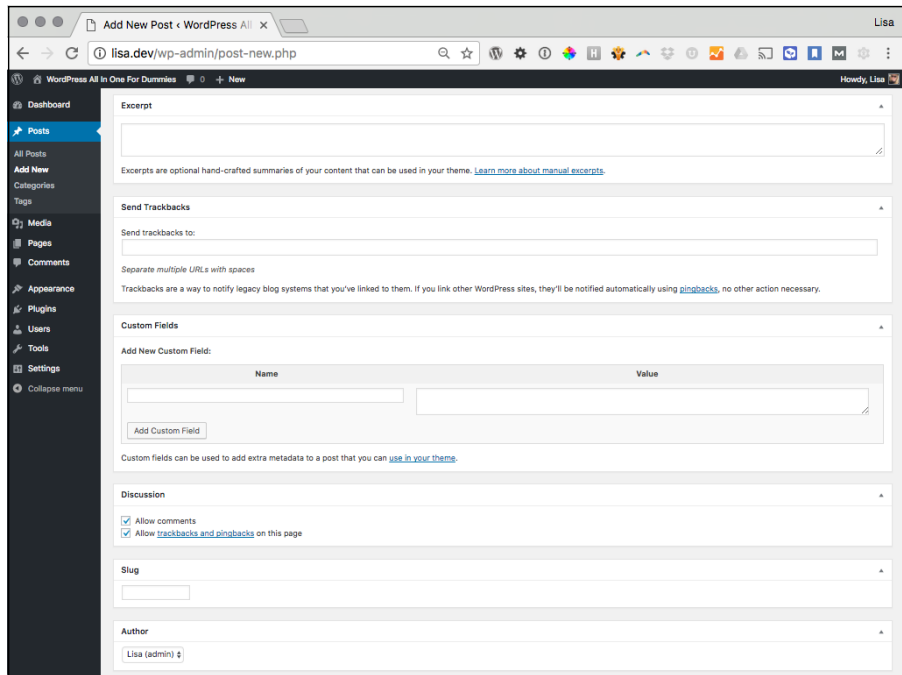 Add New Post ‹ WordPress All
Lisa
lisa.dev/wp-admin/post-new.php
WordPress All In One For Dummies 0 + New
Howdy, Lisa
Dashboard
Posts
All Posts
Add New
Categories
Tags
Media
Pages
Comments
Appearance
Plugins
Users
Tools
Settings
Collapse menu
Excerpt
Excerpts are optional hand-crafted summaries of your content that can be used in your theme. Learn more about manual excerpts.
Send Trackbacks
Send trackbacks to:
Separate multiple URLs with spaces
Trackbacks are a way to notify legacy blog systems that you've linked to them. If you link other WordPress sites, they'll be notified automatically using pingbacks, no other action necessary.
Custom Fields
Add New Custom Field:
Name Value
Add Custom Field
Custom fields can be used to add extra metadata to a post that you can use in your theme.
Discussion
Allow comments
Allow trackbacks and pingbacks on this page
Slug
Author
Lisa (admin)